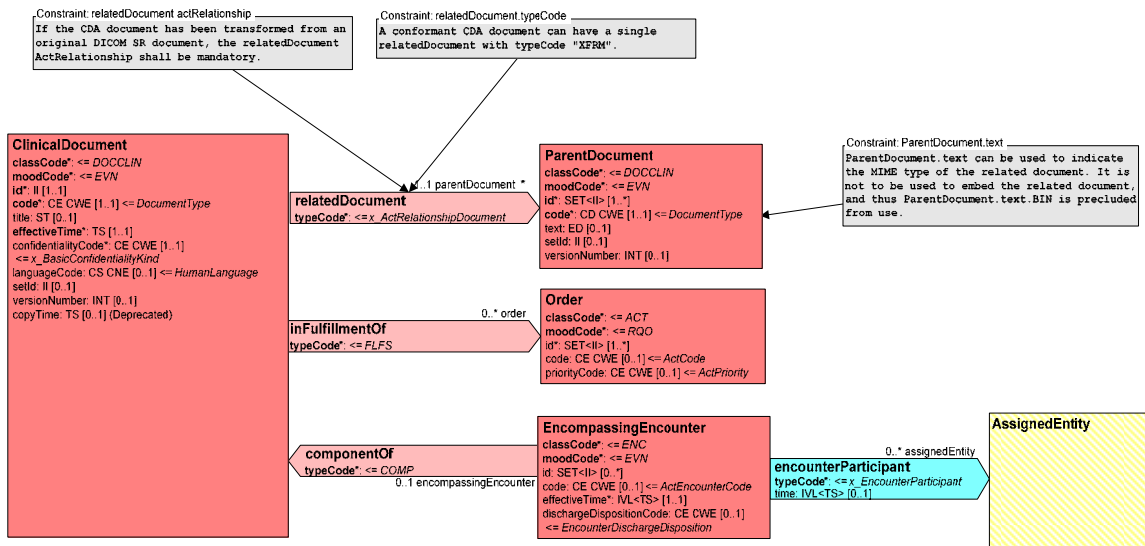 Constraint: relatedDocument actRelationship
If the CDA document has been transformed from an
original DICOM SR document, the relatedDocument
ActRelationship shall be mandatory.
Constraint: relatedDocument.typeCode
A conformant CDA document can have a single
relatedDocument with typeCode "XFRM".
Constraint: ParentDocument.text
ParentDocument.text can be used to indicate
the MIME type of the related document. It is
not to be used to embed the related document,
and thus ParentDocument.text.BIN is precluded
from use.
ClinicalDocument
classCode*: <= DOCCLIN
moodCode*: <= EVN
id*: II [1..1]
code*: CE CWE [1..1] <= DocumentType
title: ST [0..1]
effectiveTime*: TS [1..1]
confidentialityCode*: CE CWE [1..1]
<= x_BasicConfidentialityKind
languageCode: CS CNE [0..1] <= HumanLanguage
setId: II [0..1]
versionNumber: INT [0..1]
copyTime: TS [0..1] (Deprecated)
..1 parentDocument *
relatedDocument
typeCode*: <= x_ActRelationshipDocument
ParentDocument
classCode*: <= DOCCLIN
moodCode*: <= EVN
id*: SET<II> [1..*]
code*: CD CWE [1..1] <= DocumentType
text: ED [0..1]
setId: II [0..1]
versionNumber: INT [0..1]
0..* order
inFulfillmentOf
typeCode*: <= FLFS
Order
classCode*: <= ACT
moodCode*: <= RQO
id*: SET<II> [1..*]
code: CE CWE [0..1] <= ActCode
priorityCode: CE CWE [0..1] <= ActPriority
componentOf
typeCode*: <= COMP
0..1 encompassingEncounter
EncompassingEncounter
classCode*: <= ENC
moodCode*: <= EVN
id: SET<II> [0..*]
code: CE CWE [0..1] <= ActEncounterCode
effectiveTime*: IVL<TS> [1..1]
dischargeDispositionCode: CE CWE [0..1]
<= EncounterDischargeDisposition
0..* assignedEntity
encounterParticipant
typeCode*: <= x_EncounterParticipant
time: IVL<TS> [0..1]
AssignedEntity